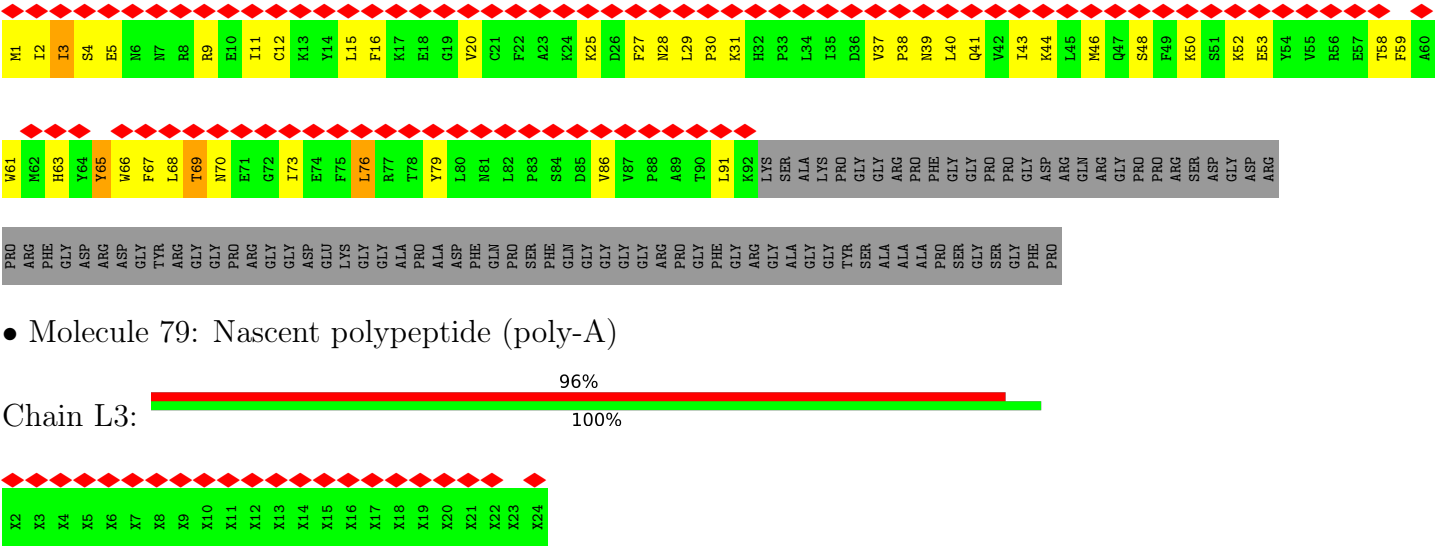 M1 I2 I3 S4 E5 N6 N7 R8 R9 E10 I11 C12 K13 Y14 L15 F16 K17 E18 G19 V20 C21 F22 A23 K24 K25 D26 F27 N28 L29 P30 K31 H32 P33 L34 I35 D36 V37 P38 N39 L40 Q41 V42 I43 K44 L45 M46 Q47 S48 F49 K50 S51 K52 E53 Y54 V55 R56 E57 T58 F59 A60
W61 M62 H63 Y64 Y65 W66 F67 L68 T69 N70 E71 G72 I73 E74 F75 L76 R77 T78 Y79 L80 N81 L82 P83 S84 D85 V86 V87 P88 A89 T90 L91 K92 LYS SER ALA LYS PRO GLY GLY ARG PRO PHE GLY GLY PRO PRO GLY ASP ARG GLN ARG GLY PRO PRO ARG SER ASP GLY ASP ARG
PRO ARG PHE GLY ASP ARG ASP GLY TYR ARG GLY GLY PRO ARG GLY GLY ASP GLU LYS GLY GLY ALA PRO ALA ASP PHE GLN PRO SER PHE GLN GLY GLY GLY GLY ARG PRO GLY PHE GLY ARG GLY ALA GLY GLY TYR SER ALA ALA ALA PRO SER GLY SER GLY PHE PRO
• Molecule 79: Nascent polypeptide (poly-A)
96%
Chain L3:
100%
X2 X3 X4 X5 X6 X7 X8 X9 X10 X11 X12 X13 X14 X15 X16 X17 X18 X19 X20 X21 X22 X23 X24